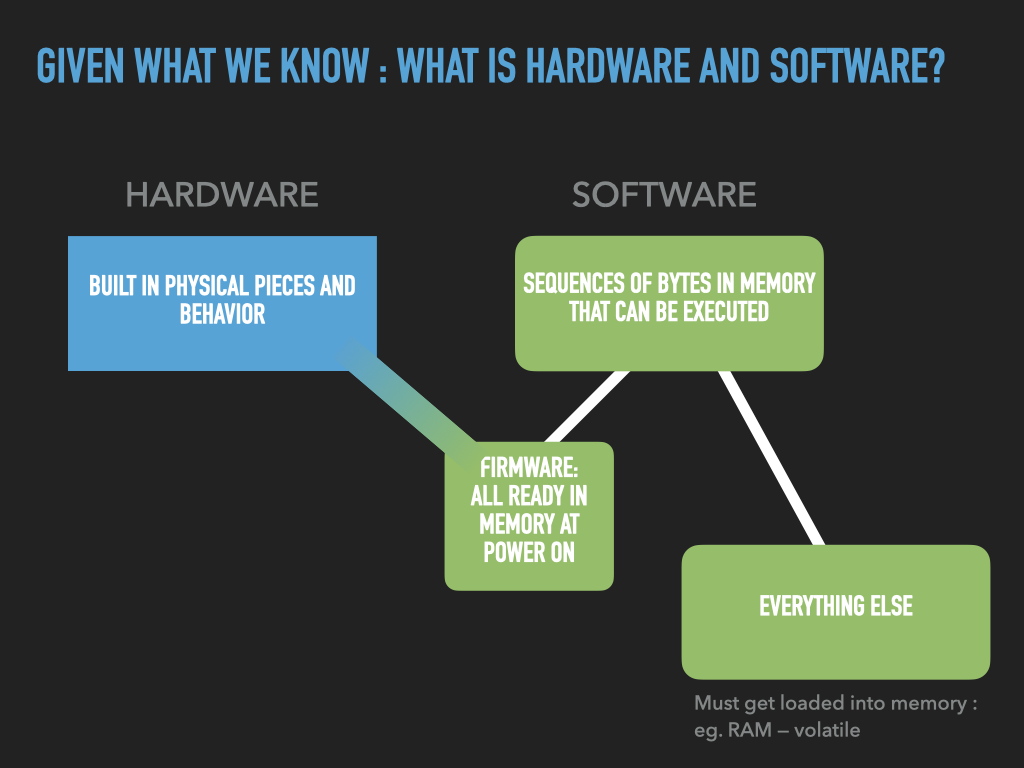 GIVEN WHAT WE KNOW : WHAT IS HARDWARE AND SOFTWARE?
HARDWARE
SOFTWARE
BUILT IN PHYSICAL PIECES AND
BEHAVIOR
SEQUENCES OF BYTES IN MEMORY
THAT CAN BE EXECUTED
FIRMWARE:
ALL READY IN
MEMORY AT
POWER ON
EVERYTHING ELSE
Must get loaded into memory :
eg. RAM – volatile